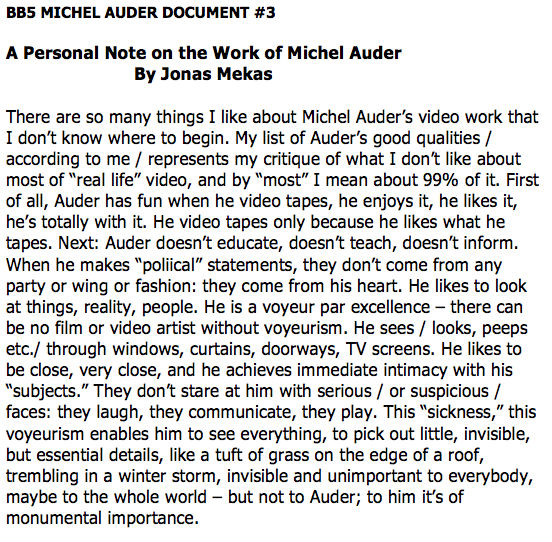 BB5 MICHEL AUDER DOCUMENT #3
A Personal Note on the Work of Michel Auder
By Jonas Mekas
There are so many things I like about Michel Auder’s video work that
I don’t know where to begin. My list of Auder’s good qualities /
according to me / represents my critique of what I don’t like about
most of “real life” video, and by “most” I mean about 99% of it. First
of all, Auder has fun when he video tapes, he enjoys it, he likes it,
he’s totally with it. He video tapes only because he likes what he
tapes. Next: Auder doesn’t educate, doesn’t teach, doesn’t inform.
When he makes “poliical” statements, they don’t come from any
party or wing or fashion: they come from his heart. He likes to look
at things, reality, people. He is a voyeur par excellence – there can
be no film or video artist without voyeurism. He sees / looks, peeps
etc./ through windows, curtains, doorways, TV screens. He likes to
be close, very close, and he achieves immediate intimacy with his
“subjects.” They don’t stare at him with serious / or suspicious /
faces: they laugh, they communicate, they play. This “sickness,” this
voyeurism enables him to see everything, to pick out little, invisible,
but essential details, like a tuft of grass on the edge of a roof,
trembling in a winter storm, invisible and unimportant to everybody,
maybe to the whole world – but not to Auder; to him it’s of
monumental importance.